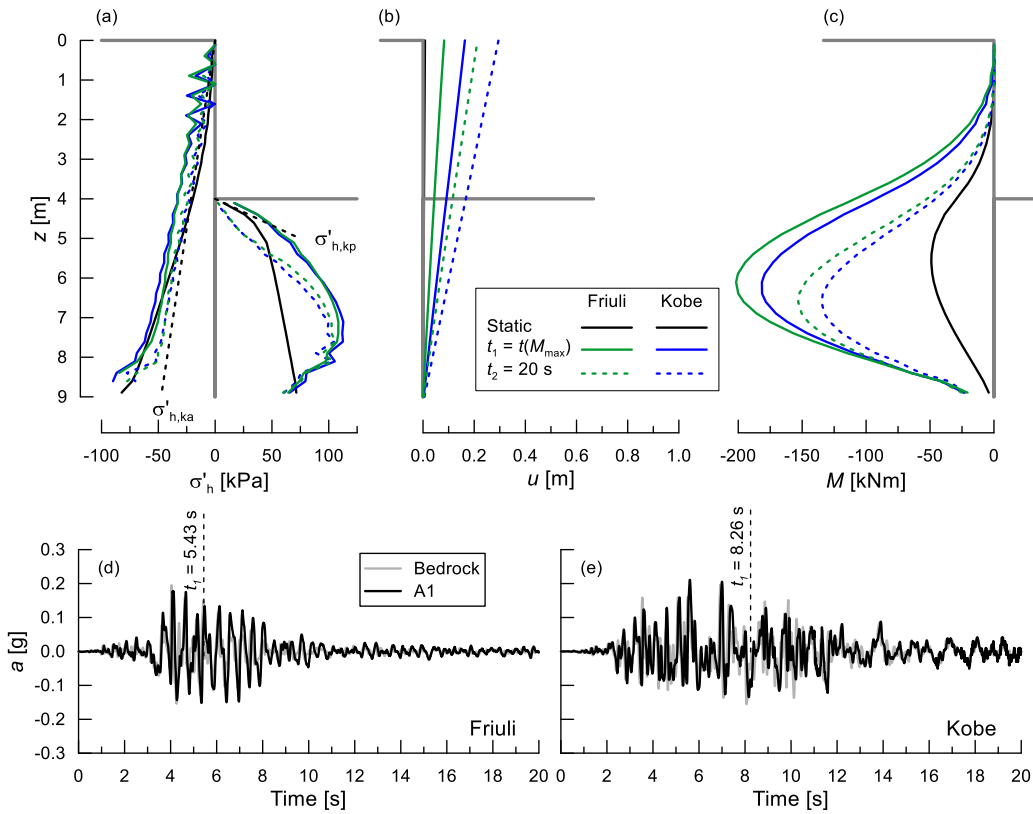 (a)
(b)
(c)
0
1
2
3
4
5
6
7
8
9
z [m]
σ'h,kp
σ'h,ka
-100 -50 0 50 100
σ'h [kPa]
0.0 0.2 0.4 0.6 0.8 1.0
u [m]
-200 -150 -100 -50 0
M [kNm]
Friuli Kobe
Static
t1 = t(Mmax)
t2 = 20 s
t1 = 5.43 s
t1 = 8.26 s
0.3
0.2
0.1
0.0
-0.1
-0.2
-0.3
a [g]
(d)
Bedrock
A1
(e)
Friuli
Kobe
0 2 4 6 8 10 12 14 16 18 20
Time [s]
0 2 4 6 8 10 12 14 16 18 20
Time [s]